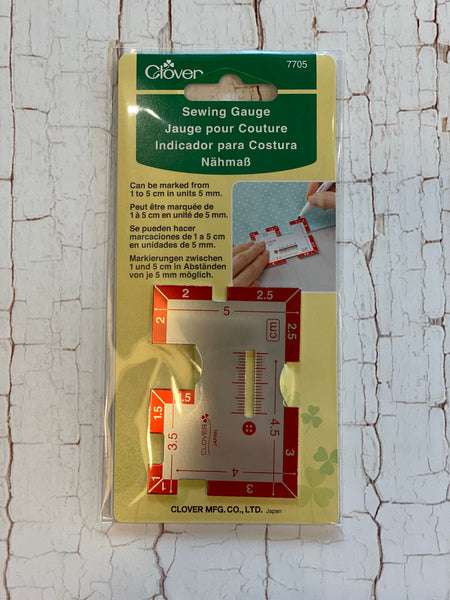 Clover
7705
Sewing Gauge
Jauge pour Couture
Indicador para Costura
Nähmaß
Can be marked from
1 to 5 cm in units 5 mm.
Peut être marquée de
1 à 5 cm en unité de 5 mm.
Se pueden hacer
marcaciones de 1 a 5 cm
en unidades de 5 mm.
Markierungen zwischen
1 und 5 cm in Abständen
von je 5 mm möglich.
2
2.5
2
5
2.5
cm
1.5
1.5
3.5
CLOVER
JAPAN
4.5
3
4
1
1
3
CLOVER MFG. CO., LTD. Japan